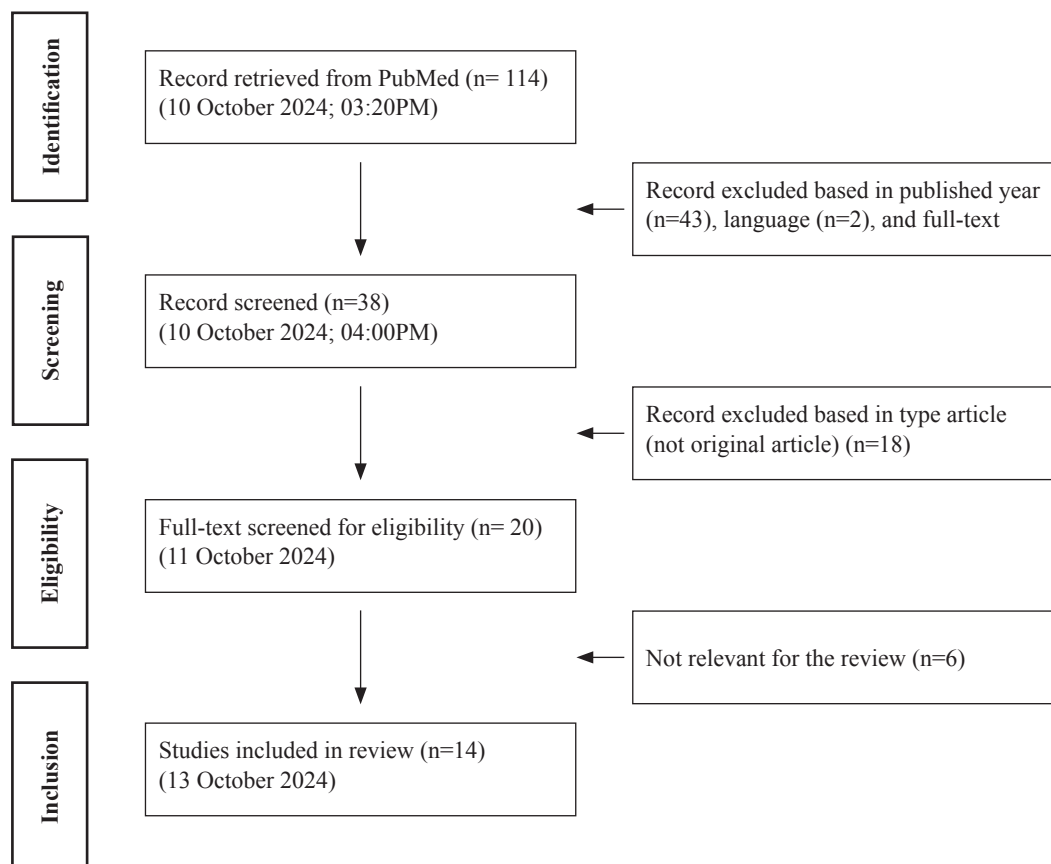 Identification
Record retrieved from PubMed (n= 114)
(10 October 2024; 03:20PM)
Record excluded based in published year
(n=43), language (n=2), and full-text
Screening
Record screened (n=38)
(10 October 2024; 04:00PM)
Record excluded based in type article
(not original article) (n=18)
Eligibility
Full-text screened for eligibility (n= 20)
(11 October 2024)
Not relevant for the review (n=6)
Inclusion
Studies included in review (n=14)
(13 October 2024)